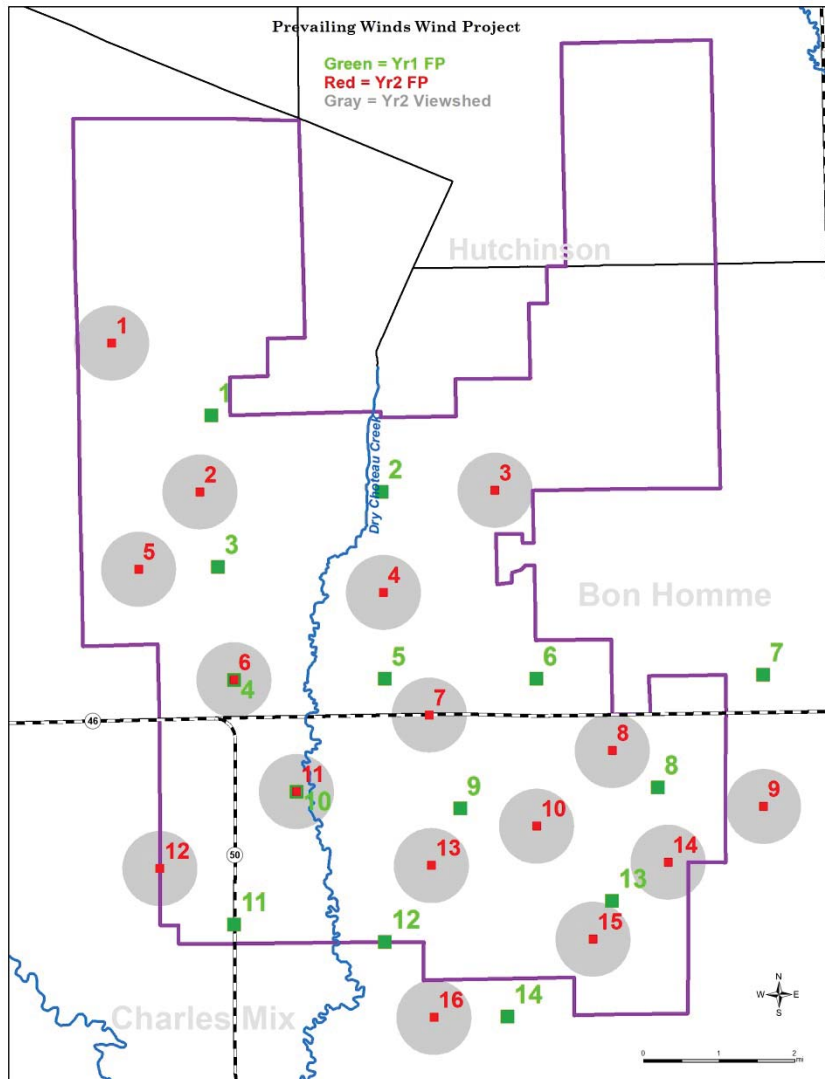 Prevailing Winds Wind Project
Green = Yr1 FP
Red = Yr2 FP
Gray = Yr2 Viewshed
Hutchinson
1
1
2
2
3
Dry Choteau Creek
3
5
4
Bon Homme
6
4
5
6
7
7
46
8
8
11
10
9
10
9
12
50
13
14
13
11
12
15
16
14
Charles Mix
N
W
E
S
0
1
2
mi